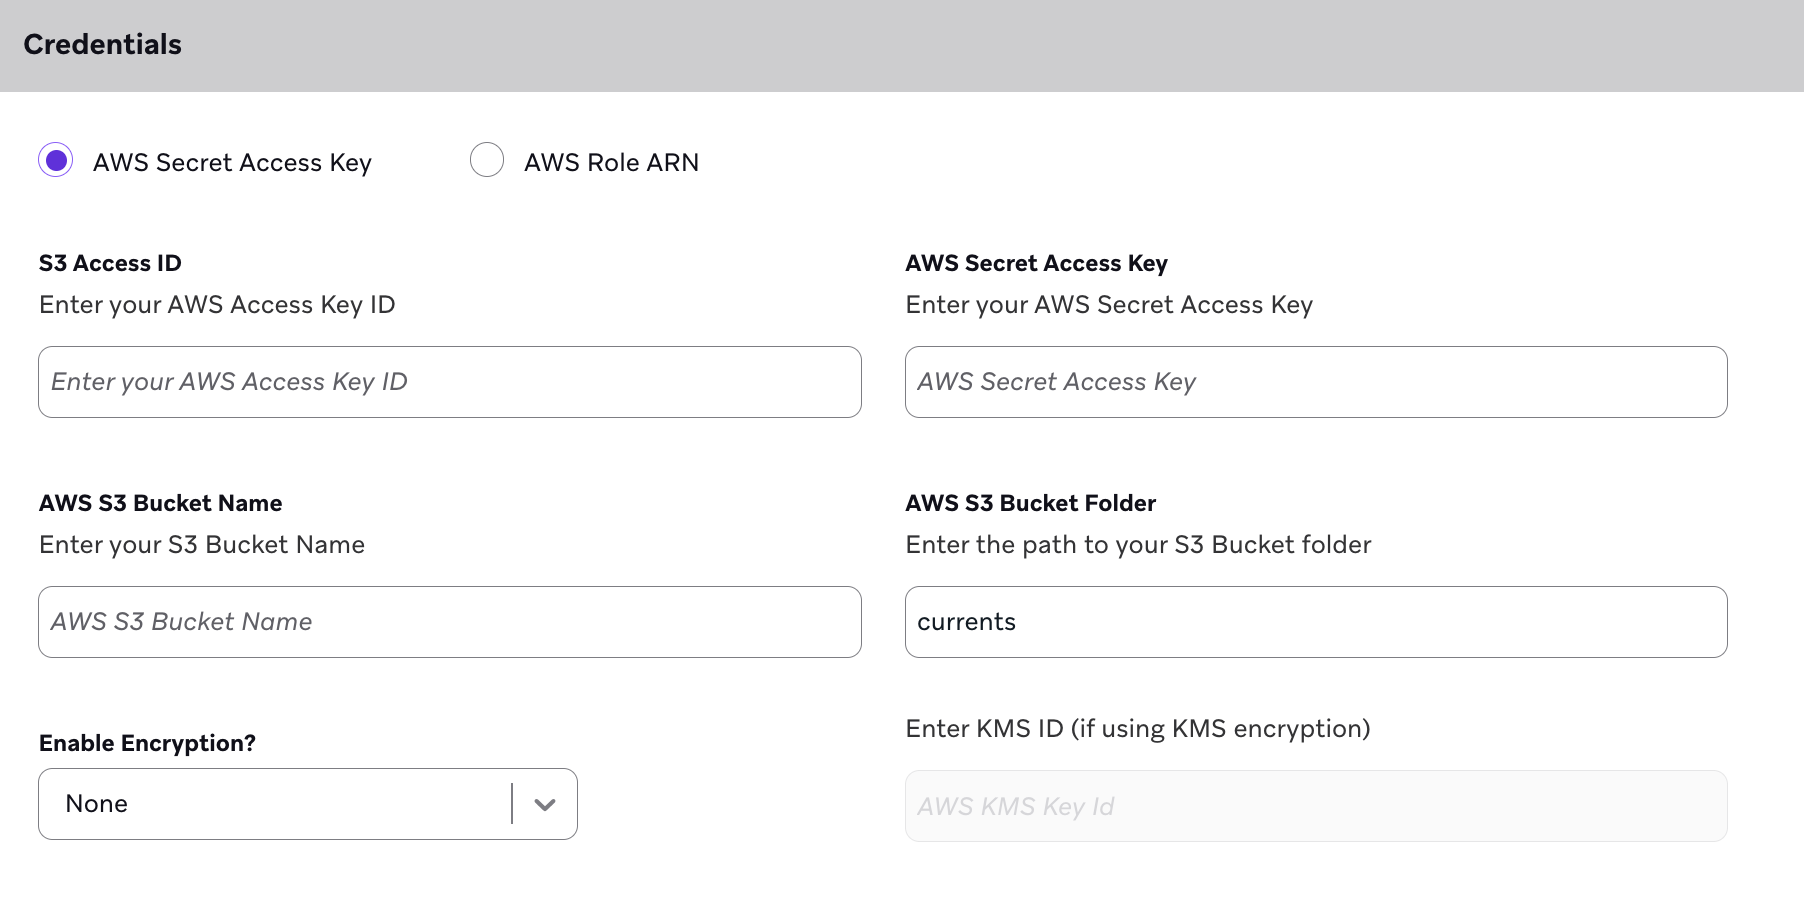 Credentials
AWS Secret Access Key
AWS Role ARN
S3 Access ID
Enter your AWS Access Key ID
Enter your AWS Access Key ID
AWS Secret Access Key
Enter your AWS Secret Access Key
AWS Secret Access Key
AWS S3 Bucket Name
Enter your S3 Bucket Name
AWS S3 Bucket Name
AWS S3 Bucket Folder
Enter the path to your S3 Bucket folder
currents
Enable Encryption?
None
Enter KMS ID (if using KMS encryption)
AWS KMS Key Id